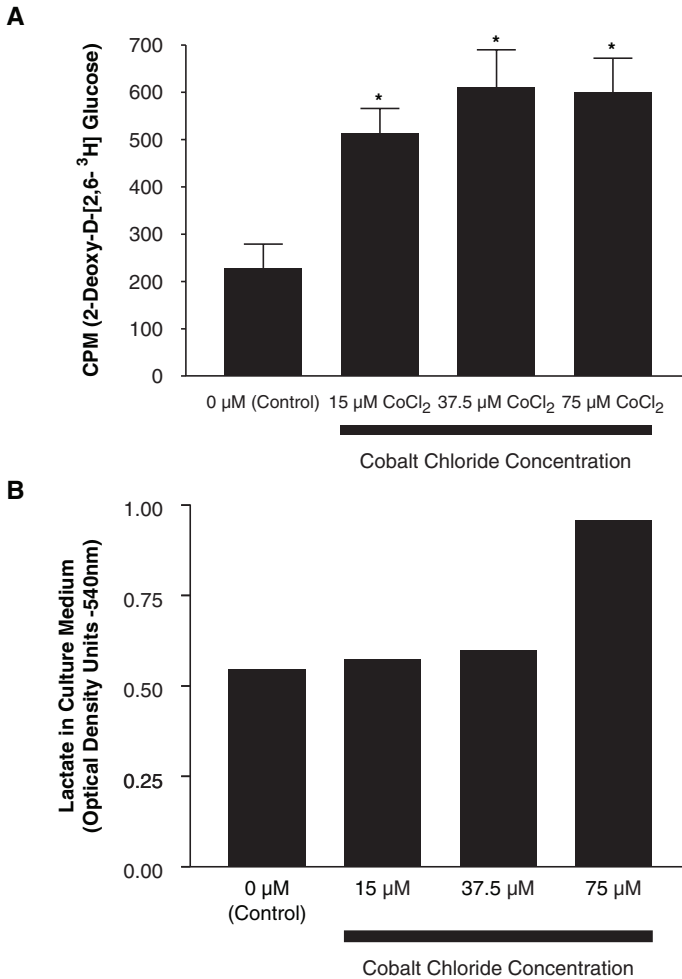 A
CPM (2-Deoxy-D-[2,6- ³H] Glucose)
700
600
500
400
300
200
100
0
*
*
*
0 µM (Control) 15 µM CoCl₂ 37.5 µM CoCl₂ 75 µM CoCl₂
Cobalt Chloride Concentration
B
Lactate in Culture Medium
(Optical Density Units -540nm)
1.00
0.75
0.50
0.25
0.00
0 µM 15 µM 37.5 µM 75 µM
(Control)
Cobalt Chloride Concentration